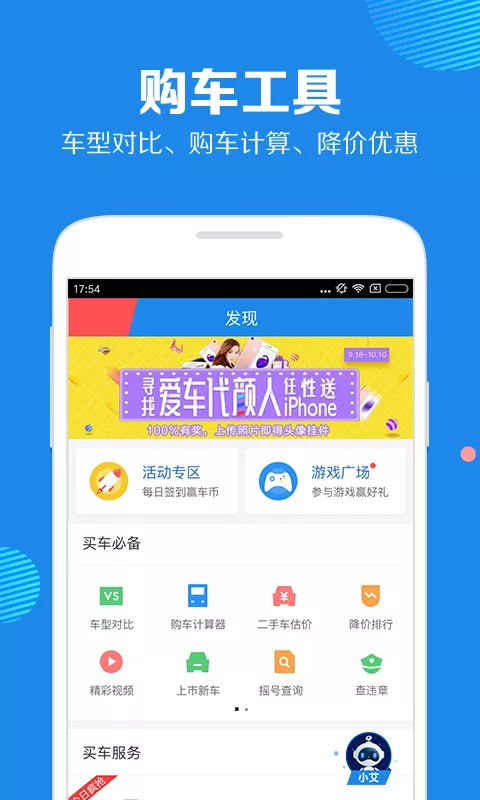 购车工具
车型对比、购车计算、降价优惠
17:54
发现
9.18-10.10
寻找爱车代颜人任性送iPhone
100%有奖，上传照片即得头像挂件
活动专区
每日签到赢车币
游戏广场
参与游戏赢好礼
买车必备
VS
车型对比
购车计算器
二手车估价
降价排行
精彩视频
上市新车
摇号查询
查违章
买车服务
小艾
今日疯抢